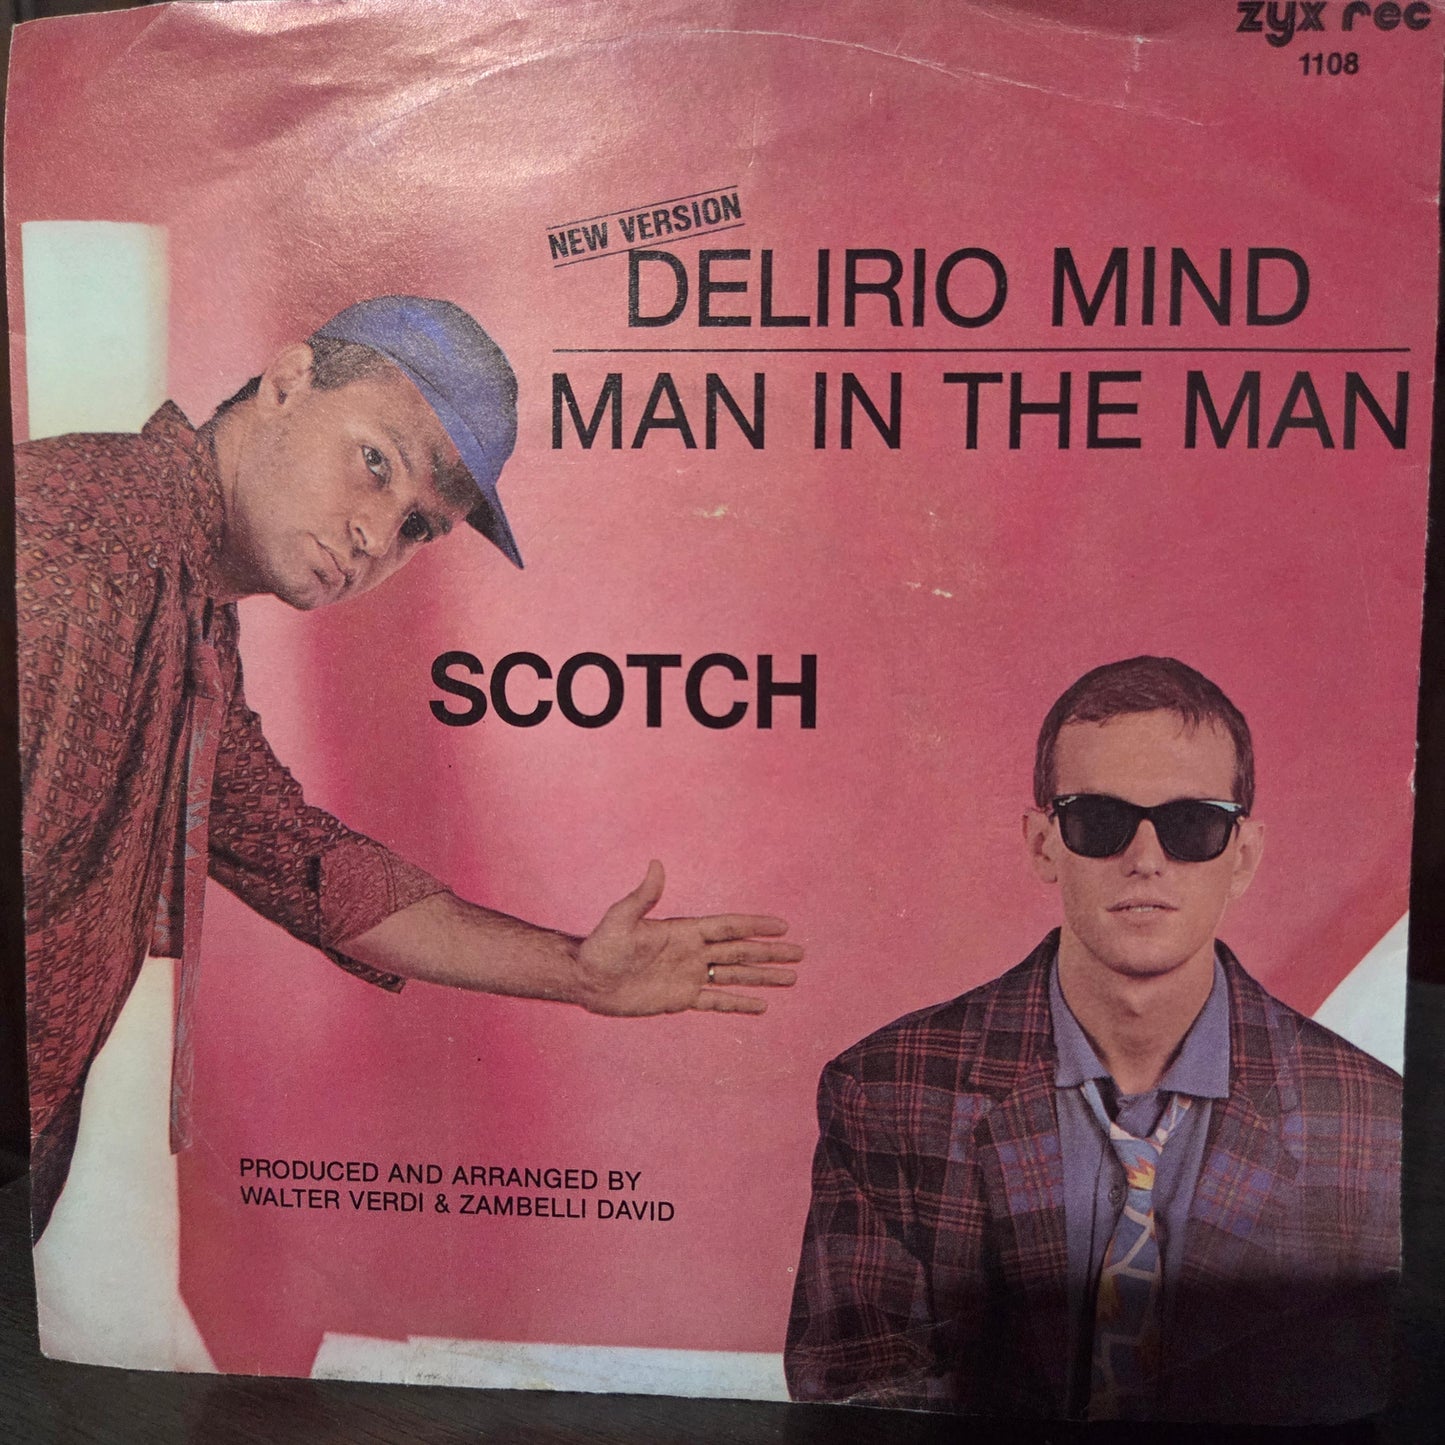 zyx rec
1108
NEW VERSION
DELIRIO MIND
MAN IN THE MAN
SCOTCH
PRODUCED AND ARRANGED BY
WALTER VERDI & ZAMBELLI DAVID